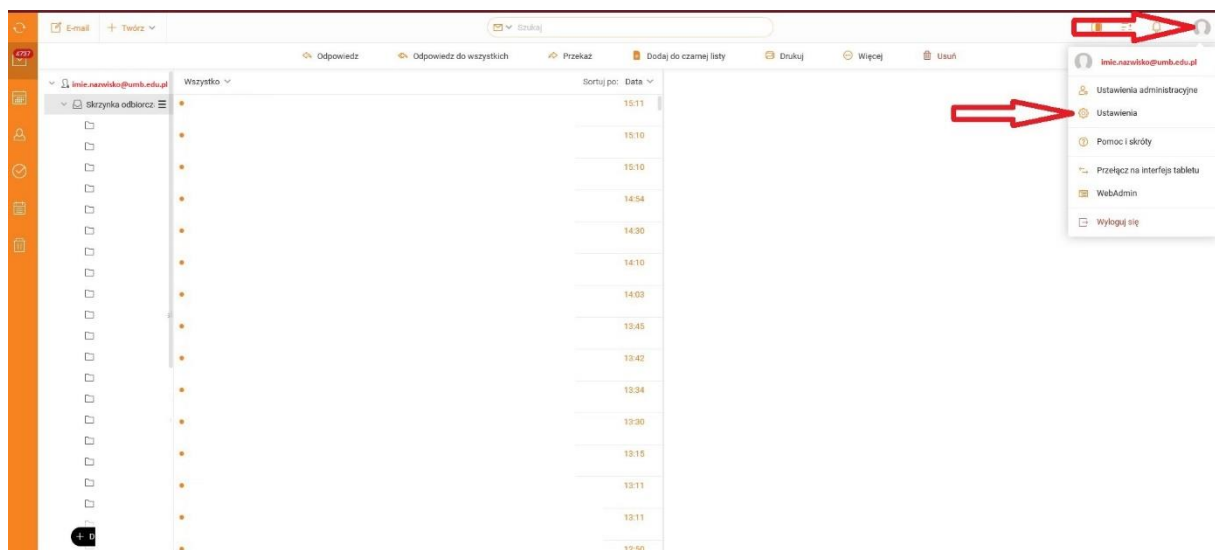 E-mail
Twórz
Szukaj
4757
Odpowiedz
Odpowiedz do wszystkich
Przekaż
Dodaj do czarnej listy
Drukuj
Więcej
Usuń
imie.nazwisko@umb.edu.pl
Skrzynka odbiorcz
Wszystko
Sortuj po: Data
15:11
15:10
15:10
14:54
14:30
14:10
14:03
13:45
13:42
13:34
13:30
13:15
13:11
13:11
12:50
+ D
imie.nazwisko@umb.edu.pl
Ustawienia administracyjne
Ustawienia
Pomoc i skróty
Przełącz na interfejs tabletu
WebAdmin
Wyloguj się